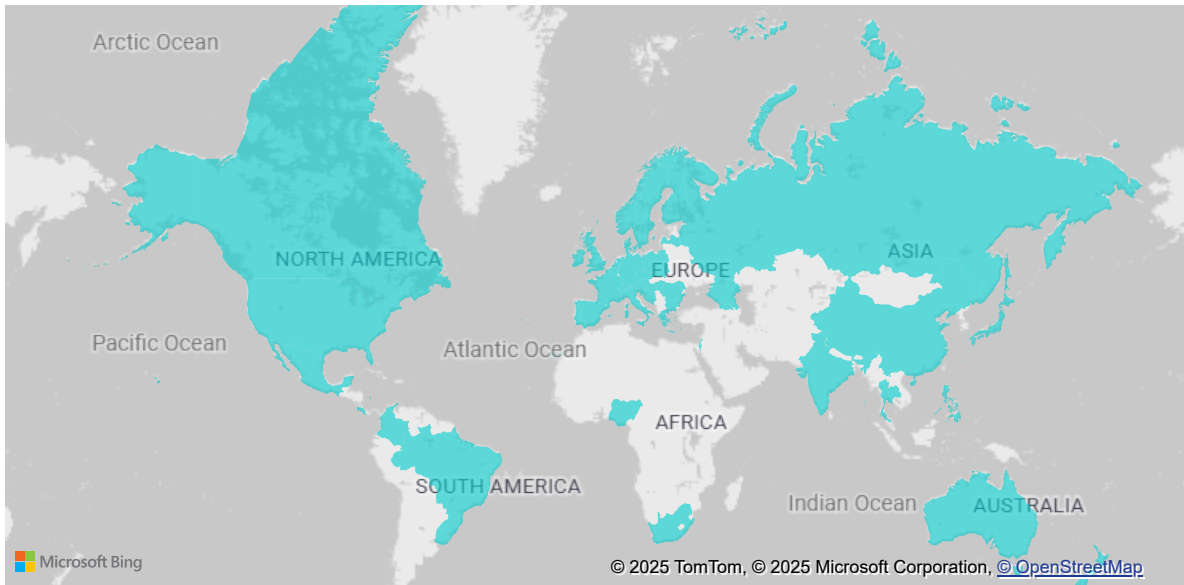 Arctic Ocean
NORTH AMERICA
EUROPE
ASIA
Pacific Ocean
Atlantic Ocean
AFRICA
SOUTH AMERICA
Indian Ocean
AUSTRALIA
Microsoft Bing
© 2025 TomTom, © 2025 Microsoft Corporation, © OpenStreetMap